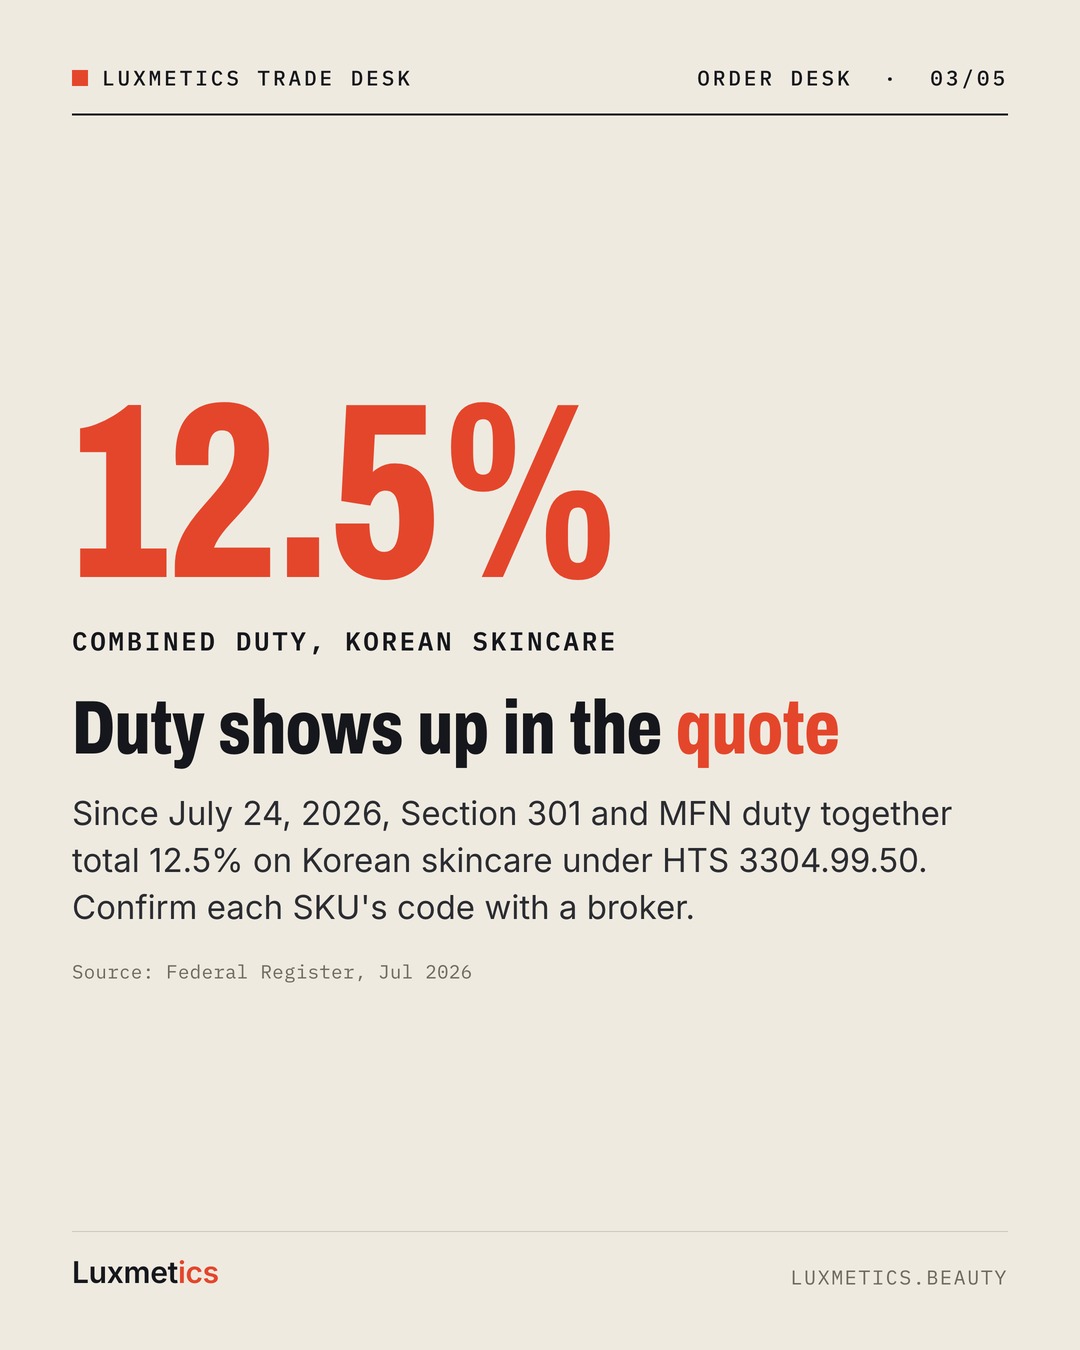 LUXMETICS TRADE DESK
ORDER DESK · 03/05
12.5%
COMBINED DUTY, KOREAN SKINCARE
Duty shows up in the quote
Since July 24, 2026, Section 301 and MFN duty together
total 12.5% on Korean skincare under HTS 3304.99.50.
Confirm each SKU's code with a broker.
Source: Federal Register, Jul 2026
Luxmetics
LUXMETICS.BEAUTY